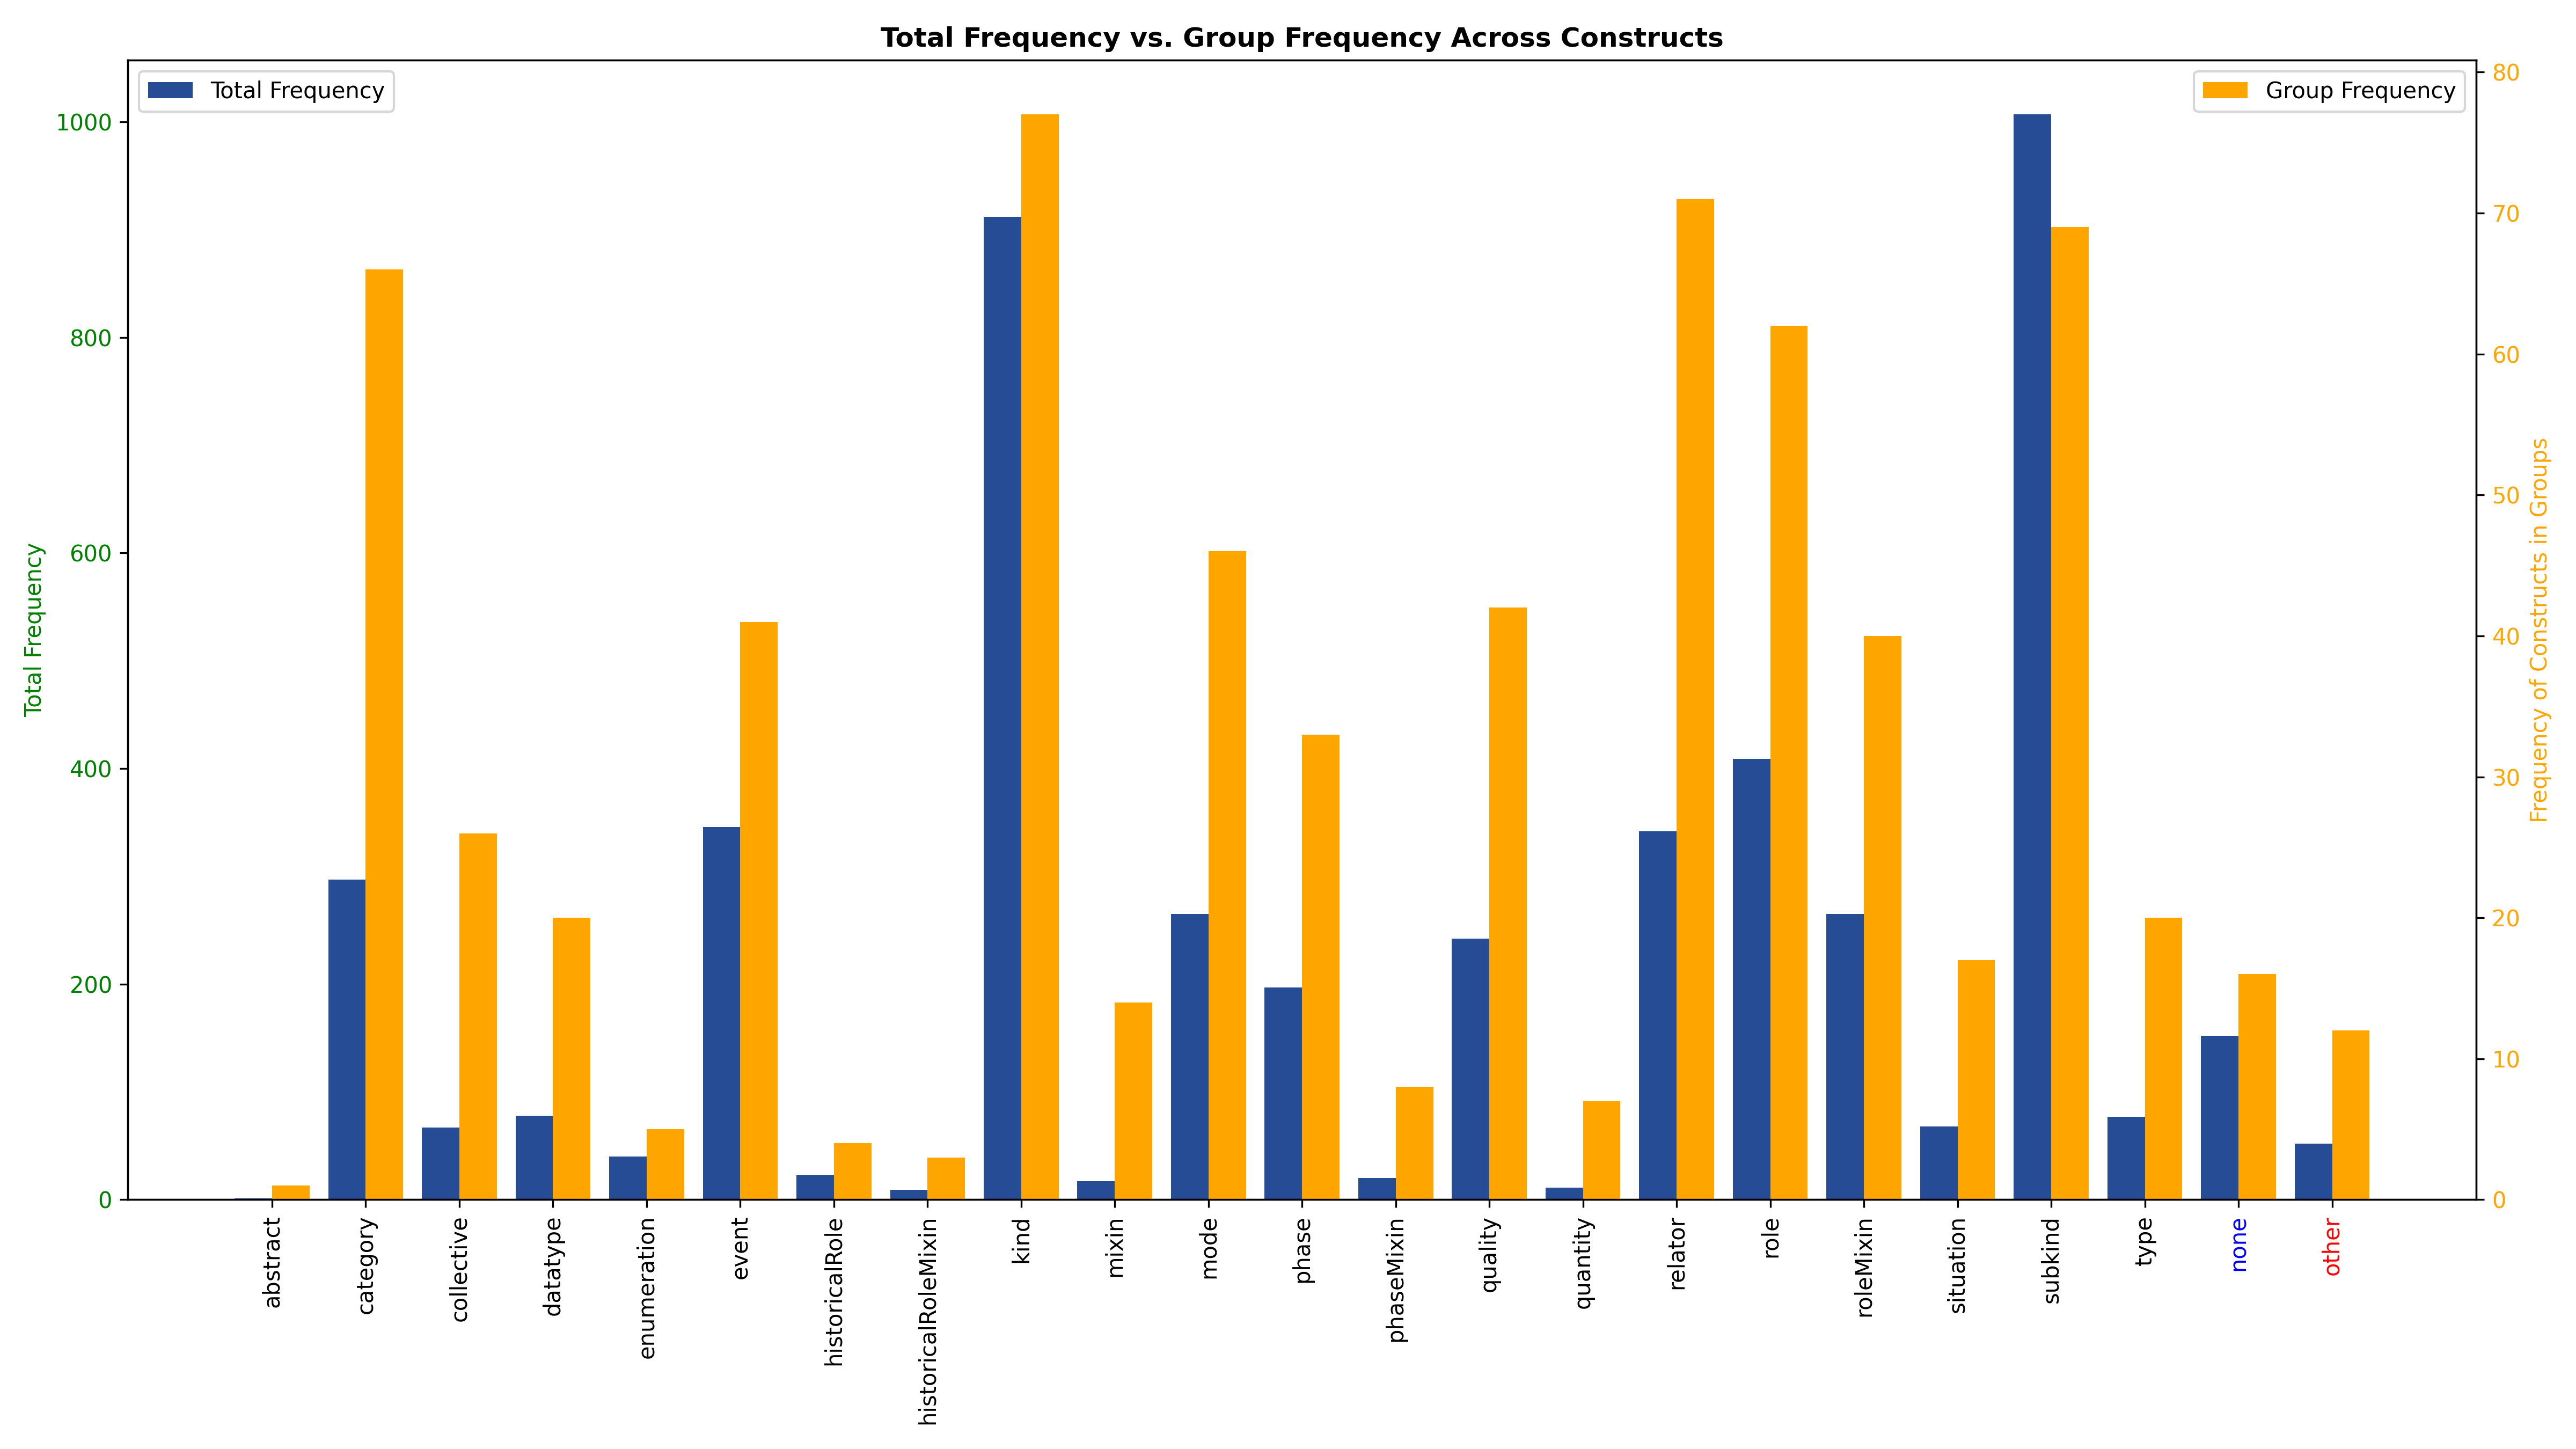 Total Frequency vs. Group Frequency Across Constructs
Total Frequency
Group Frequency
Total Frequency
1000
800
600
400
200
0
80
70
60
50
40
30
20
10
0
Frequency of Constructs in Groups
abstract
category
collective
datatype
enumeration
event
historicalRole
historicalRoleMixin
kind
mixin
mode
phase
phaseMixin
quality
quantity
relator
role
roleMixin
situation
subkind
type
none
other